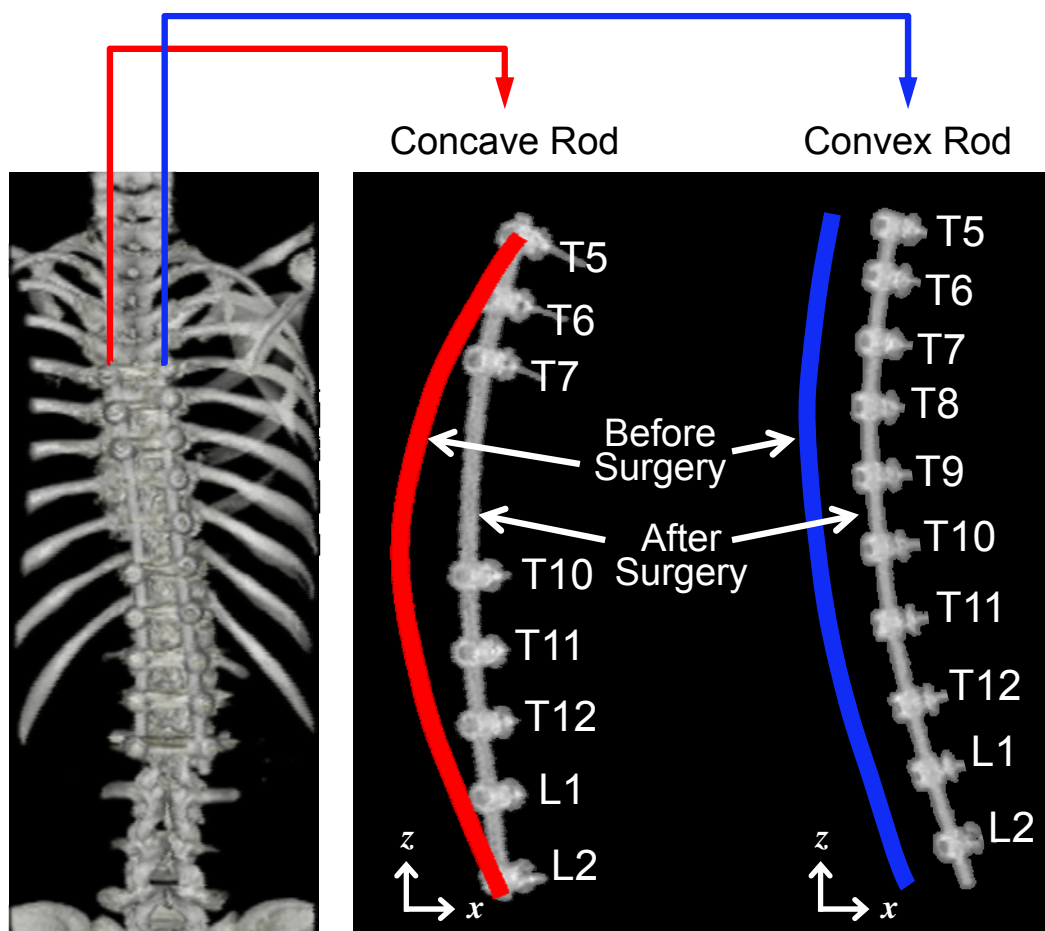 Concave Rod
Convex Rod
T5
T6
T7
T10
T11
T12
L1
L2
Before
Surgery
After
Surgery
T5
T6
T7
T8
T9
T10
T11
T12
L1
L2
z
x
z
x